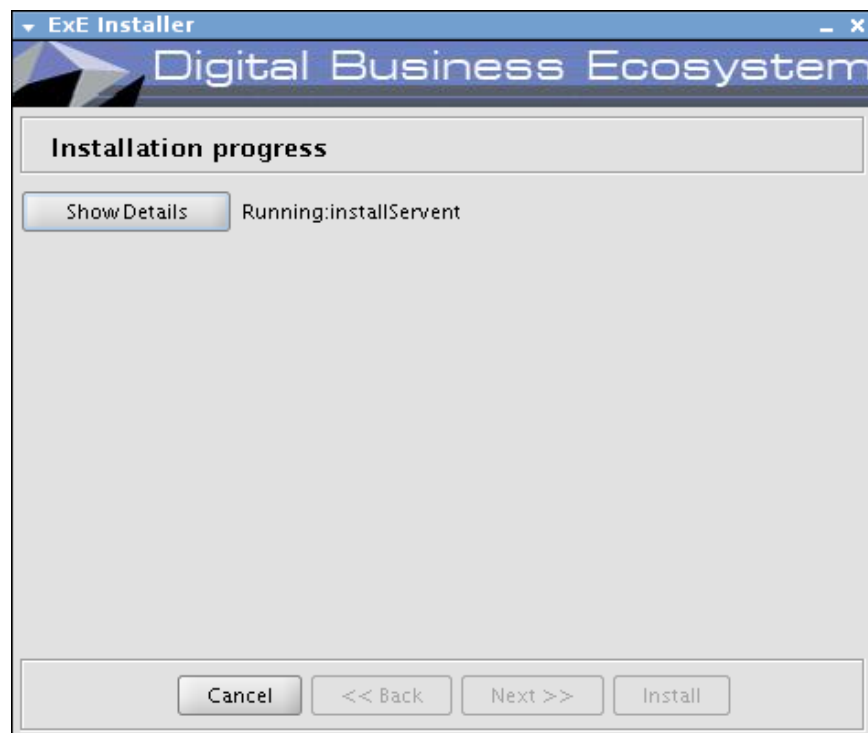 ExE Installer
Digital Business Ecosystem
Installation progress
Show Details Running:installServent
Cancel << Back Next >> Install